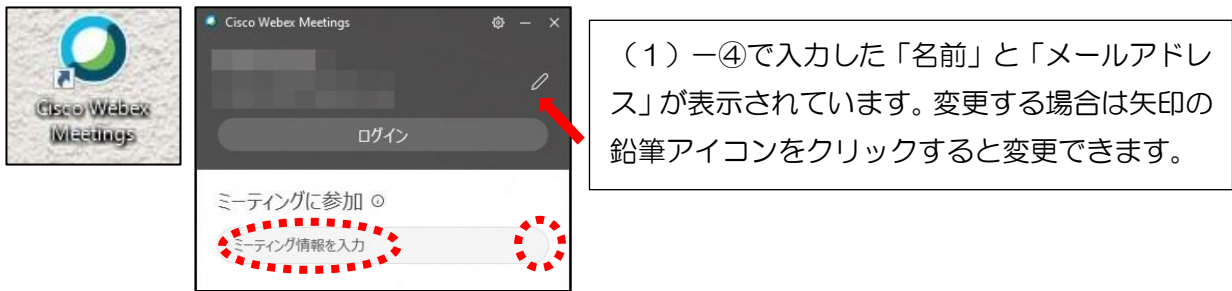 Cisco Webex
Meetings
Cisco Webex Meetings
ログイン
ミーティングに参加
ミーティング情報を入力
（1）－④で入力した「名前」と「メールアドレ
ス」が表示されています。変更する場合は矢印の
鉛筆アイコンをクリックすると変更できます。